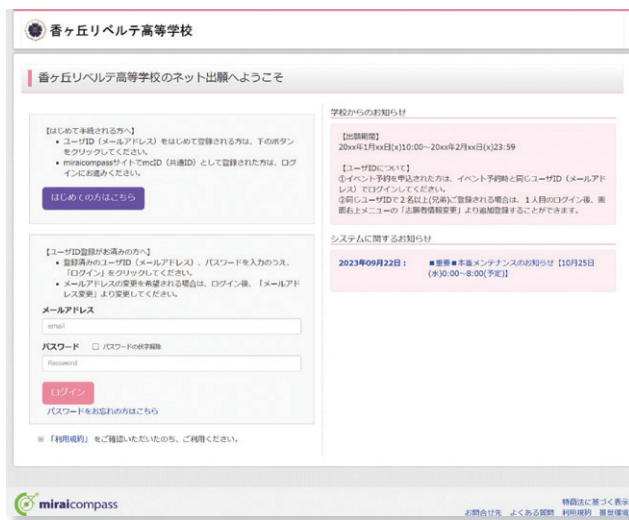 香ヶ丘リベルテ高等学校
香ヶ丘リベルテ高等学校のネット出願へようこそ
【はじめて手続される方へ】
• ユーザID（メールアドレス）をはじめて登録される方は、下のボタン
をクリックしてください。
• miraicompassサイトでmcID（共通ID）として登録された方は、ログ
インにお進みください。
はじめての方はこちら
【ユーザID登録がお済みの方へ】
• 登録済みのユーザID（メールアドレス）、パスワードを入力のうえ、
「ログイン」をクリックしてください。
• メールアドレスの変更を希望される場合は、ログイン後、「メールアド
レス変更」より変更してください。
メールアドレス
email
パスワード □ パスワードの伏字解除
Password
ログイン
パスワードをお忘れの方はこちら
※ 「利用規約」 をご確認いただいたのち、ご利用ください。
学校からのお知らせ
【出願期間】
20xx年1月xx日(x)10:00～20xx年2月xx日(x)23:59
【ユーザIDについて】
①イベント予約を申込された方は、イベント予約時と同じユーザID（メールアド
レス）でログインしてください。
②同じユーザIDで２名以上(兄弟)ご登録される場合は、１人目のログイン後、画
面右上メニューの「志願者情報変更」より追加登録することができます。
システムに関するお知らせ
2023年09月22日： ■重要■本番メンテナンスのお知らせ【10月25日
(水)0:00～8:00(予定)】
miraicompass
特商法に基づく表示
お問合せ先 よくある質問 利用規約 推奨環境